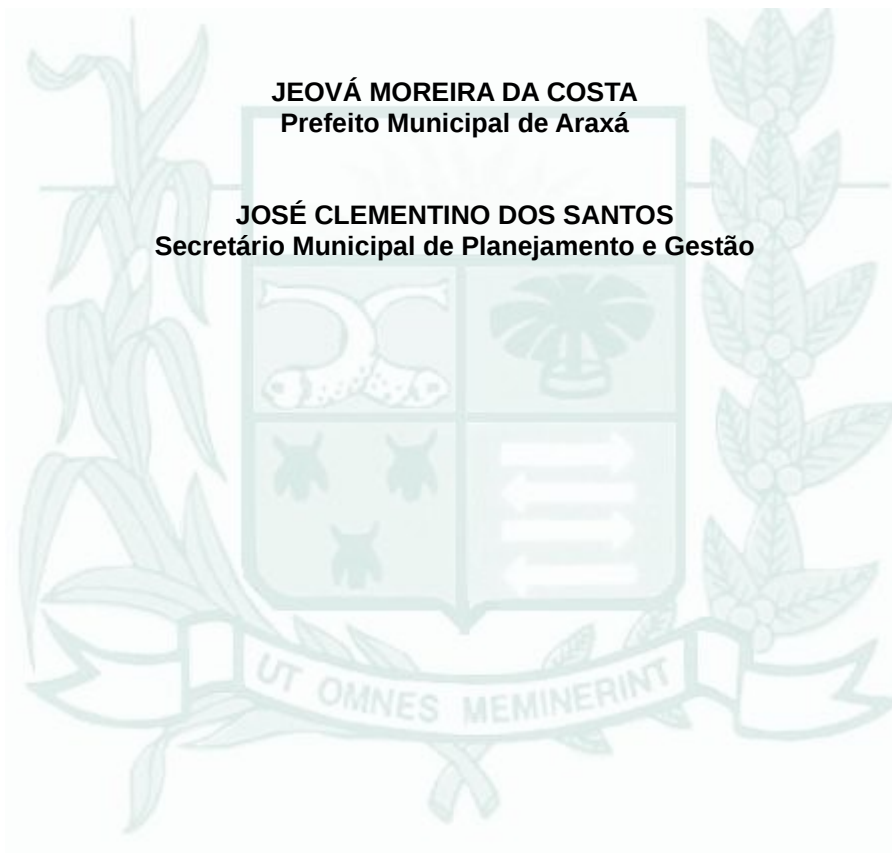 JEOVÁ MOREIRA DA COSTA
Prefeito Municipal de Araxá
JOSÉ CLEMENTINO DOS SANTOS
Secretário Municipal de Planejamento e Gestão
UT OMNES MEMINERINT